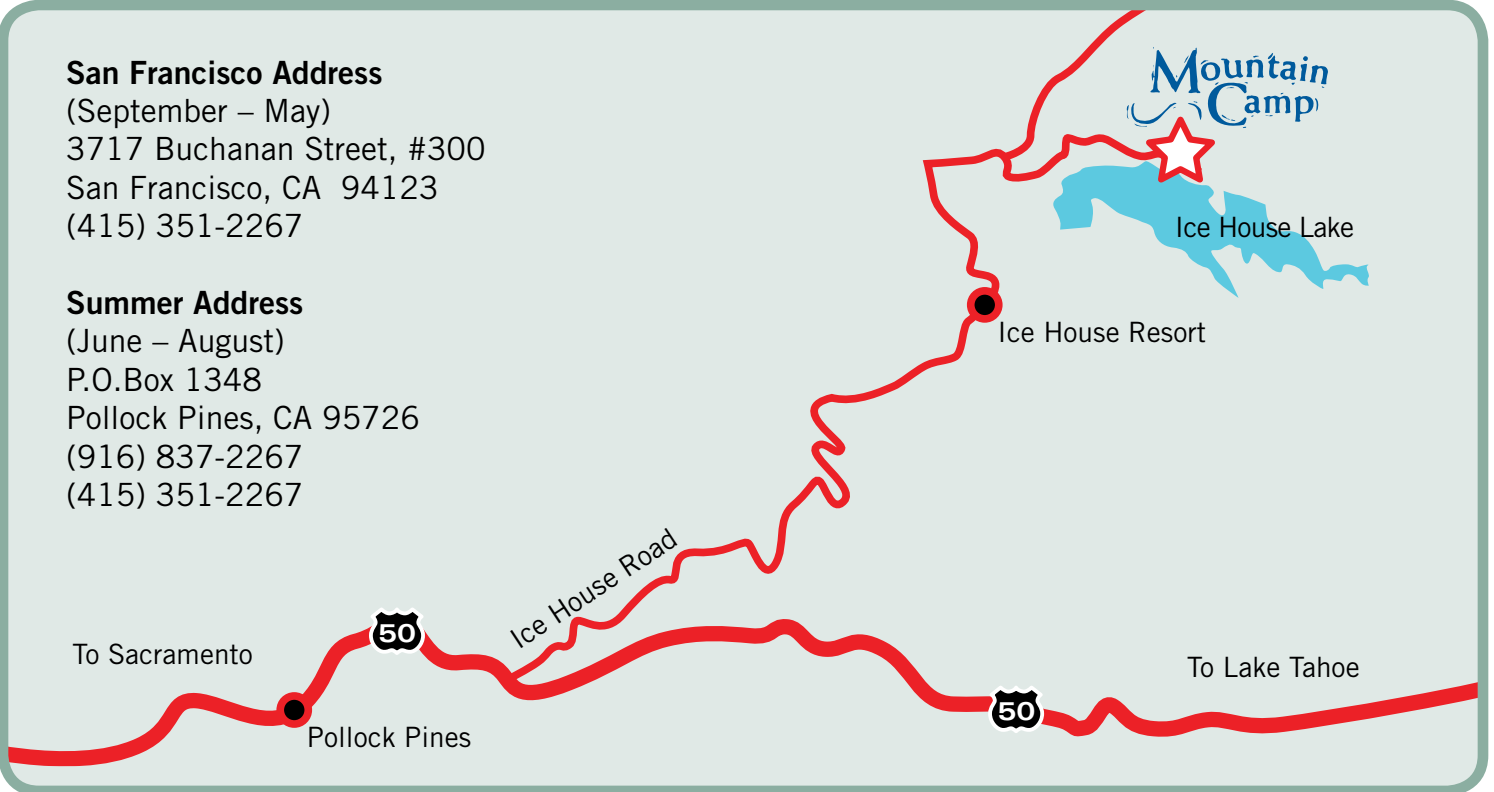 San Francisco Address
(September – May)
3717 Buchanan Street, #300
San Francisco, CA  94123
(415) 351-2267
Summer Address
(June – August)
P.O.Box 1348
Pollock Pines, CA 95726
(916) 837-2267
(415) 351-2267
Mountain
Camp
Ice House Lake
Ice House Resort
Ice House Road
50
To Sacramento
Pollock Pines
To Lake Tahoe
50